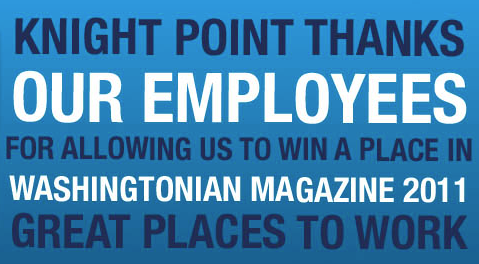 KNIGHT POINT THANKS
OUR EMPLOYEES
FOR ALLOWING US TO WIN A PLACE IN
WASHINGTONIAN MAGAZINE 2011
GREAT PLACES TO WORK